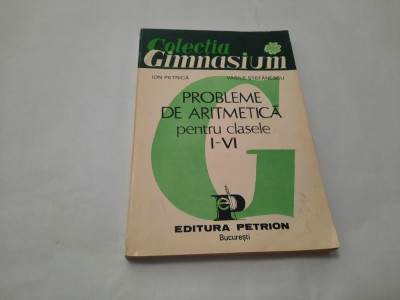 Colecția
Gimnasium
ION PETRICĂ VASILE ȘTEFĂNESCU
PROBLEME
DE ARITMETICĂ
pentru clasele
I-VI
EDITURA PETRION
București